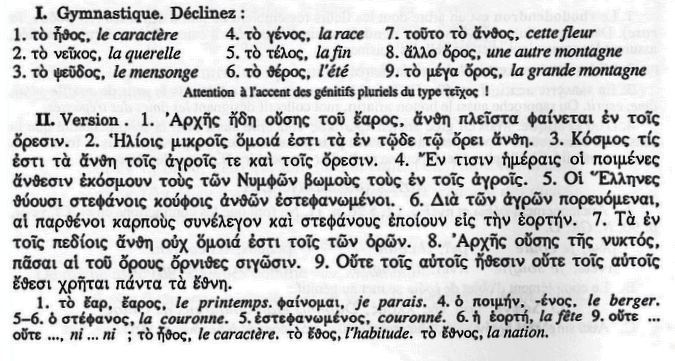 I. Gymnastique. Déclinez :
1. τὸ ἦθος, le caractère 4. τὸ γένος, la race 7. τοῦτο τὸ ἄνθος, cette fleur
2. τὸ νεῖκος, la querelle 5. τὸ τέλος, la fin 8. ἄλλο ὄρος, une autre montagne
3. τὸ ψεῦδος, le mensonge 6. τὸ θέρος, l'été 9. τὸ μέγα ὄρος, la grande montagne
Attention à l'accent des génitifs pluriels du type τεῖχος !
II. Version . 1. Ἀρχῆς ἤδη οὔσης τοῦ ἔαρος, ἄνθη πλεῖστα φαίνεται ἐν τοῖς
ὄρεσιν. 2. Ἡλίοις μικροῖς ὅμοιά ἐστι τὰ ἐν τῷδε τῷ ὄρει ἄνθη. 3. Κόσμος τίς
ἐστι τὰ ἄνθη τοῖς ἀγροῖς τε καὶ τοῖς ὄρεσιν. 4. Ἔν τισιν ἡμέραις οἱ ποιμένες
ἄνθεσιν ἐκόσμουν τοὺς τῶν Νυμφῶν βωμοὺς τοὺς ἐν τοῖς ἀγροῖς. 5. Οἱ Ἕλληνες
θύουσι στεφάνοις κούφοις ἀνθῶν ἐστεφανωμένοι. 6. Διὰ τῶν ἀγρῶν πορευόμεναι,
αἱ παρθένοι καρποὺς συνέλεγον καὶ στεφάνους ἐποίουν εἰς τὴν ἑορτήν. 7. Τὰ ἐν
τοῖς πεδίοις ἄνθη οὐχ ὅμοιά ἐστι τοῖς τῶν ὀρῶν. 8. Ἀρχῆς οὔσης τῆς νυκτός,
πᾶσαι αἱ τοῦ ὄρους ὄρνιθες σιγῶσιν. 9. Οὔτε τοῖς αὐτοῖς ἤθεσιν οὔτε τοῖς αὐτοῖς
ἔθεσι χρῆται πάντα τὰ ἔθνη.
1. τὸ ἔαρ, ἔαρος, le printemps. φαίνομαι, je parais. 4. ὁ ποιμήν, -ένος, le berger.
5–6. ὁ στέφανος, la couronne. 5. ἐστεφανωμένος, couronné. 6. ἡ ἑορτή, la fête 9. οὔτε ...
οὔτε ..., ni ... ni ; τὸ ἦθος, le caractère. τὸ ἔθος, l'habitude. τὸ ἔθνος, la nation.